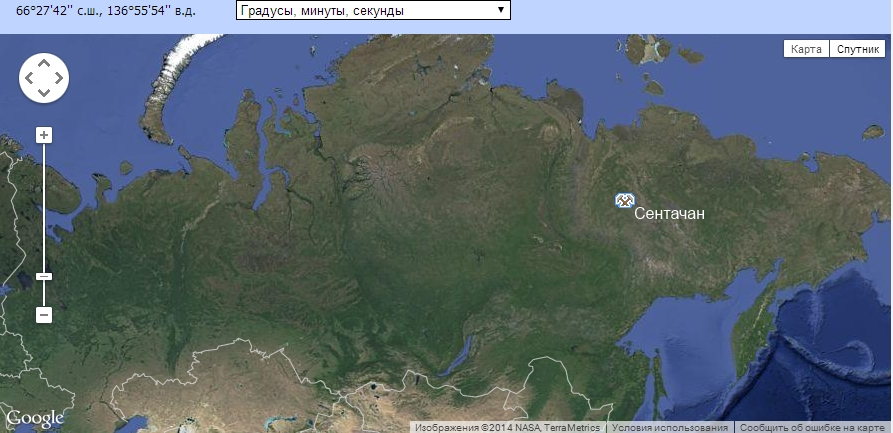 66°27'42'' с.ш., 136°55'54'' в.д.
Градусы, минуты, секунды
Карта
Спутник
Сентачан
Google
Изображения ©2014 NASA, TerraMetrics
Условия использования
Сообщить об ошибке на карте